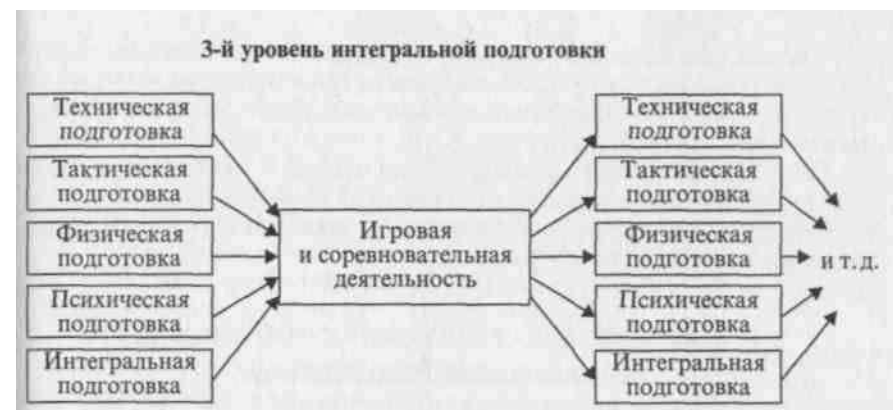 3-й уровень интегральной подготовки
Техническая
подготовка
Тактическая
подготовка
Физическая
подготовка
Психическая
подготовка
Интегральная
подготовка
Игровая
и соревновательная
деятельность
Техническая
подготовка
Тактическая
подготовка
Физическая
подготовка
Психическая
подготовка
Интегральная
подготовка
и т. д.